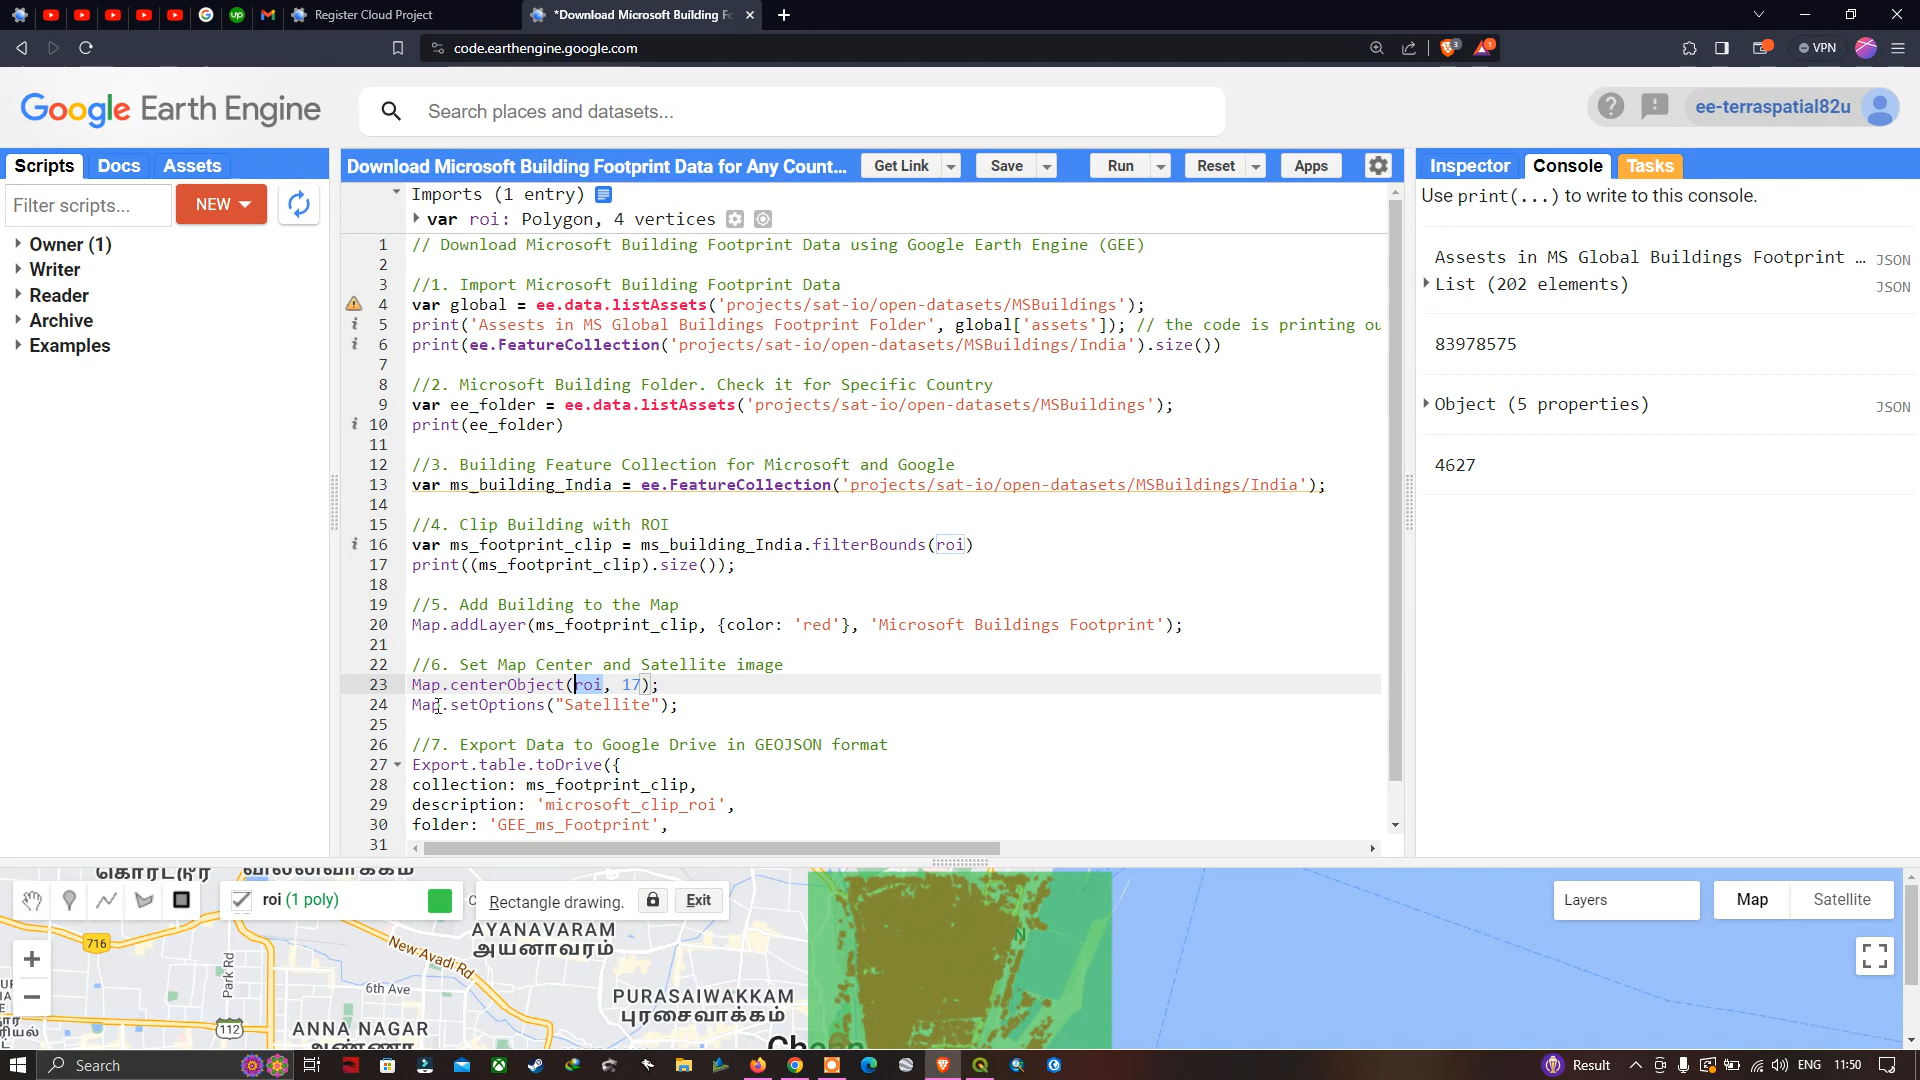 Register Cloud Project
*Download Microsoft Building Fo
code.earthengine.google.com
3
1
VPN
Google Earth Engine
Search places and datasets...
ee-terraspatial82u
Scripts
Docs
Assets
Filter scripts...
NEW
Owner (1)
Writer
Reader
Archive
Examples
Download Microsoft Building Footprint Data for Any Count...
Get Link
Save
Run
Reset
Apps
Imports (1 entry)
var roi: Polygon, 4 vertices
1 // Download Microsoft Building Footprint Data using Google Earth Engine (GEE)
2
3 //1. Import Microsoft Building Footprint Data
4 var global = ee.data.listAssets('projects/sat-io/open-datasets/MSBuildings');
5 print('Assests in MS Global Buildings Footprint Folder', global['assets']); // the code is printing ou
6 print(ee.FeatureCollection('projects/sat-io/open-datasets/MSBuildings/India').size())
7
8 //2. Microsoft Building Folder. Check it for Specific Country
9 var ee_folder = ee.data.listAssets('projects/sat-io/open-datasets/MSBuildings');
10 print(ee_folder)
11
12 //3. Building Feature Collection for Microsoft and Google
13 var ms_building_India = ee.FeatureCollection('projects/sat-io/open-datasets/MSBuildings/India');
14
15 //4. Clip Building with ROI
16 var ms_footprint_clip = ms_building_India.filterBounds(roi)
17 print((ms_footprint_clip).size());
18
19 //5. Add Building to the Map
20 Map.addLayer(ms_footprint_clip, {color: 'red'}, 'Microsoft Buildings Footprint');
21
22 //6. Set Map Center and Satellite image
23 Map.centerObject(roi, 17);
24 Map.setOptions("Satellite");
25
26 //7. Export Data to Google Drive in GEOJSON format
27 Export.table.toDrive({
28 collection: ms_footprint_clip,
29 description: 'microsoft_clip_roi',
30 folder: 'GEE_ms_Footprint',
31
Inspector
Console
Tasks
Use print(...) to write to this console.
Assests in MS Global Buildings Footprint … JSON
List (202 elements) JSON
83978575
Object (5 properties) JSON
4627
roi (1 poly)
Rectangle drawing.
Exit
Layers
Map
Satellite
716
Park Rd
New Avadi Rd
6th Ave
112
ANNA NAGAR
AYANAVARAM
அயனாவரம்
PURASAIWAKKAM
புரசைவாக்கம்
N
Search
Result
ENG
11:50